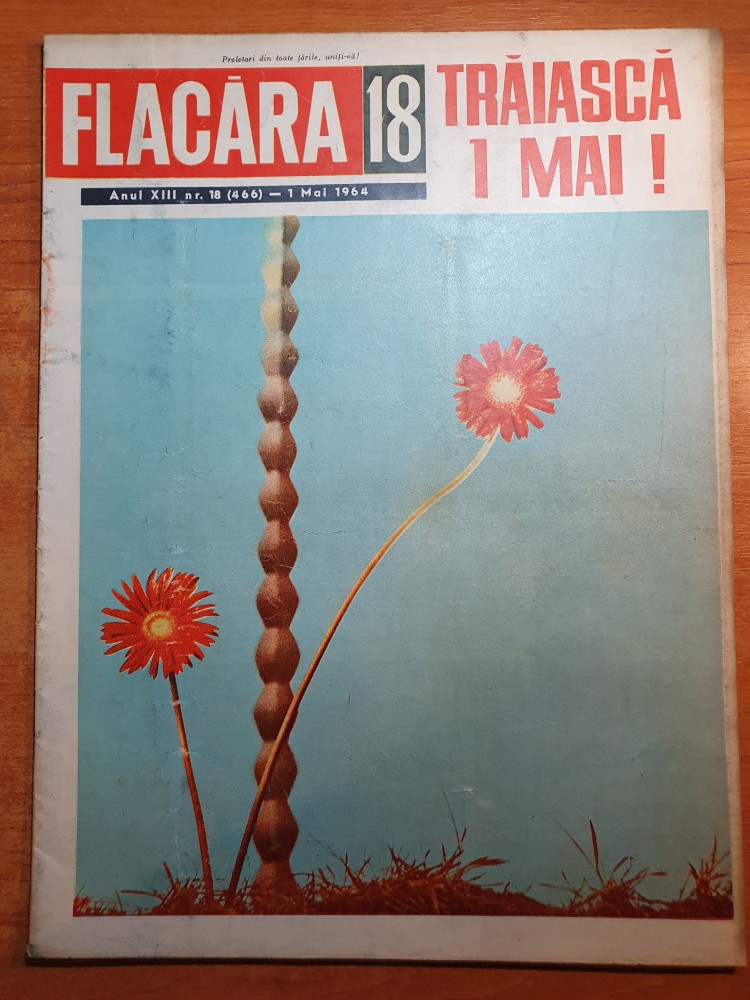 Proletari din toate țările, uniți-vă!
FLACĂRA 18
TRĂIASCĂ
1 MAI !
Anul XIII nr. 18 (466) — 1 Mai 1964